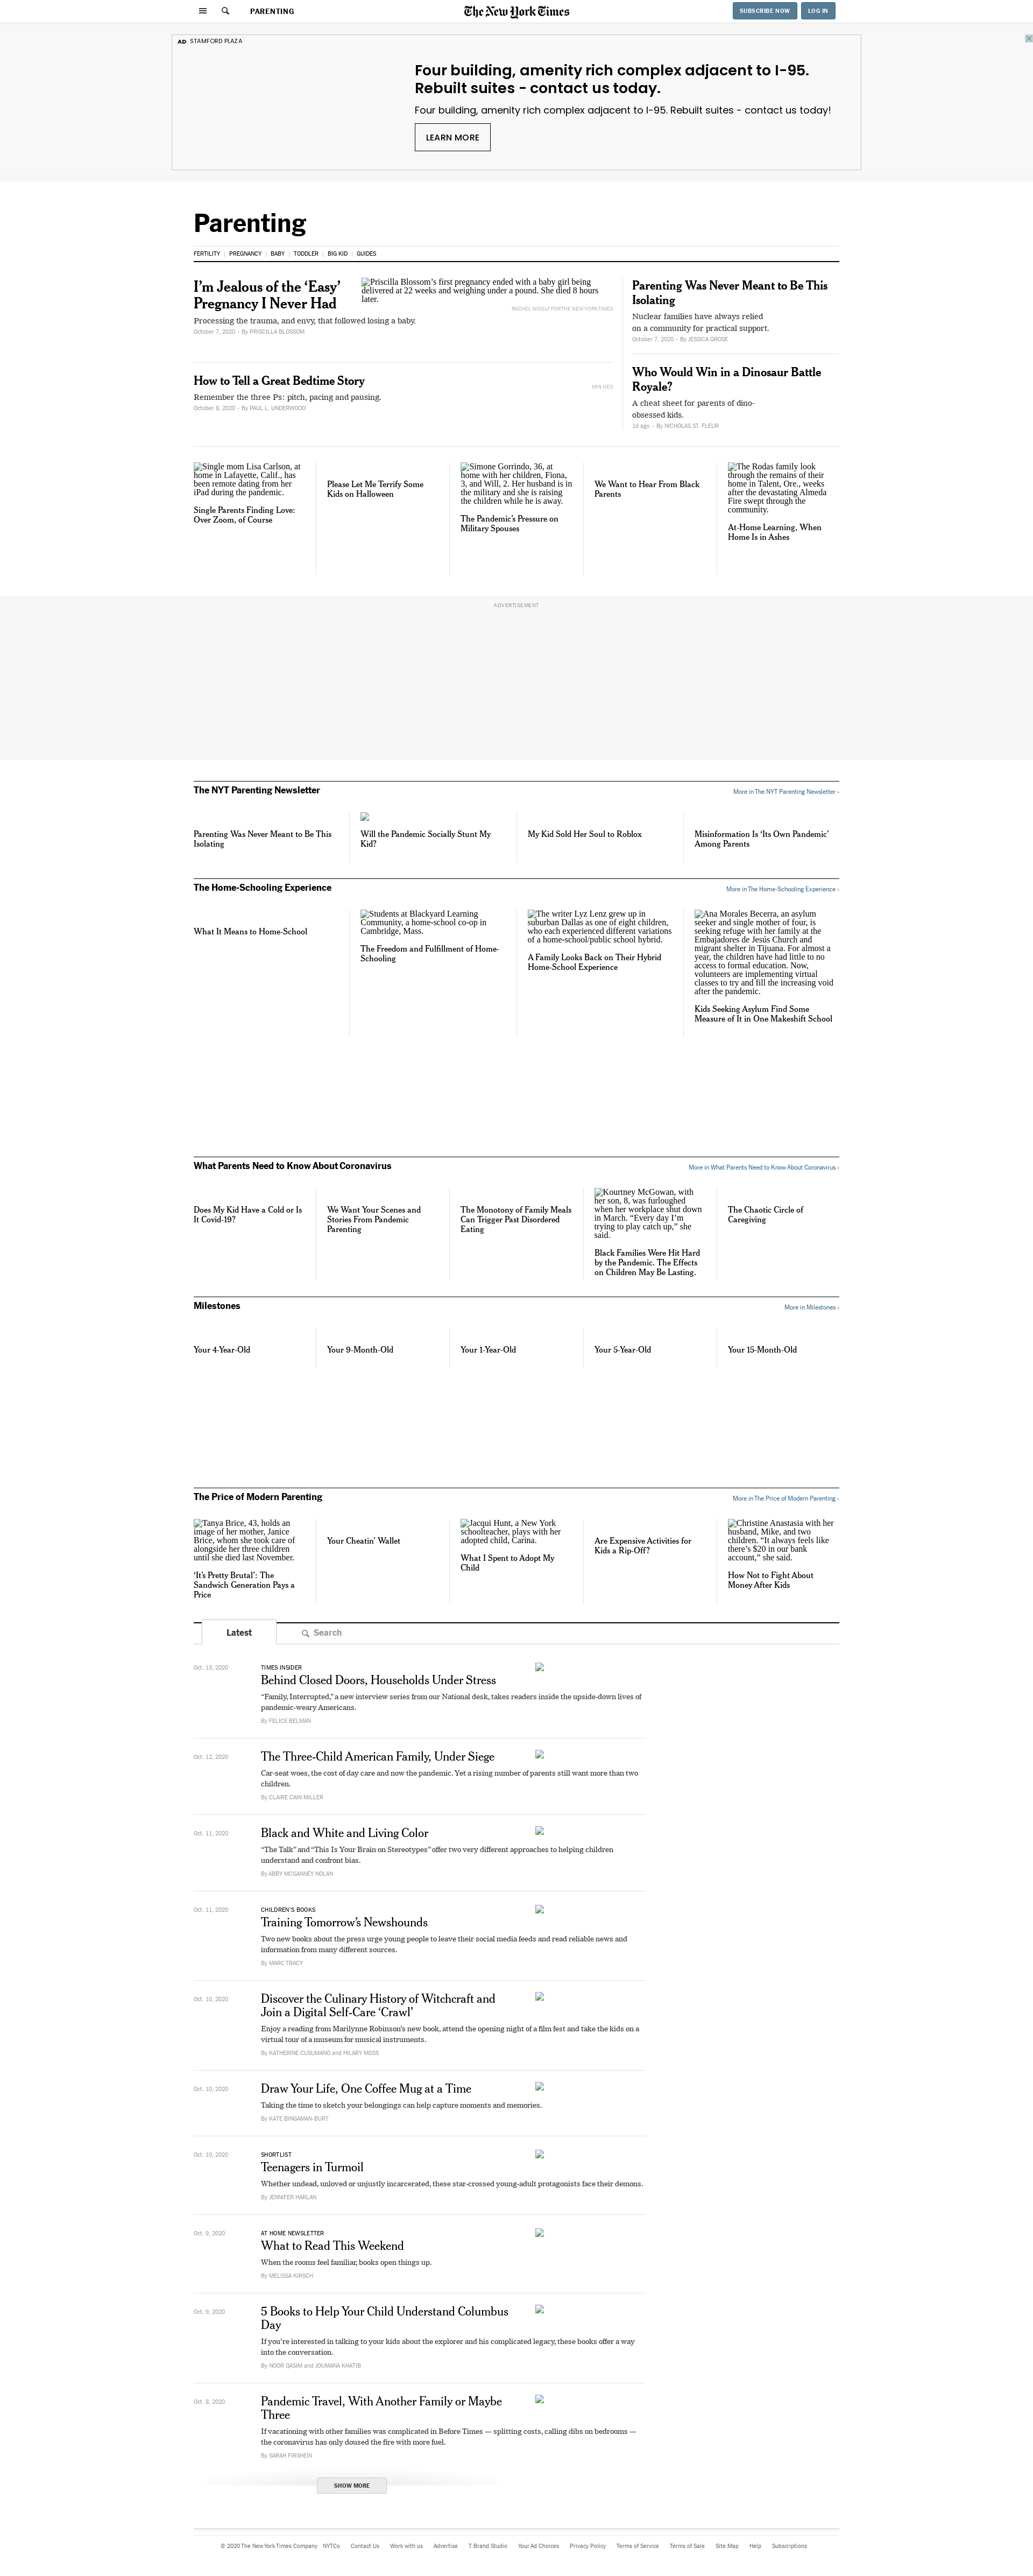 PARENTING
The New York Times
SUBSCRIBE NOW
LOG IN
AD STAMFORD PLAZA
Four building, amenity rich complex adjacent to I-95.
Rebuilt suites - contact us today.
Four building, amenity rich complex adjacent to I-95. Rebuilt suites - contact us today!
LEARN MORE
Parenting
FERTILITY | PREGNANCY | BABY | TODDLER | BIG KID | GUIDES
I’m Jealous of the ‘Easy’
Pregnancy I Never Had
Processing the trauma, and envy, that followed losing a baby.
October 7, 2020 • By PRISCILLA BLOSSOM
Priscilla Blossom’s first pregnancy ended with a baby girl being
delivered at 22 weeks and weighing under a pound. She died 8 hours
later.
RACHEL WOOLF FOR THE NEW YORK TIMES
How to Tell a Great Bedtime Story
Remember the three Ps: pitch, pacing and pausing.
October 8, 2020 • By PAUL L. UNDERWOOD
MIN HEO
Parenting Was Never Meant to Be This
Isolating
Nuclear families have always relied
on a community for practical support.
October 7, 2020 • By JESSICA GROSE
Who Would Win in a Dinosaur Battle
Royale?
A cheat sheet for parents of dino-
obsessed kids.
1d ago • By NICHOLAS ST. FLEUR
Single mom Lisa Carlson, at
home in Lafayette, Calif., has
been remote dating from her
iPad during the pandemic.
Single Parents Finding Love:
Over Zoom, of Course
Please Let Me Terrify Some
Kids on Halloween
Simone Gorrindo, 36, at
home with her children, Fiona,
3, and Will, 2. Her husband is in
the military and she is raising
the children while he is away.
The Pandemic’s Pressure on
Military Spouses
We Want to Hear From Black
Parents
The Rodas family look
through the remains of their
home in Talent, Ore., weeks
after the devastating Almeda
Fire swept through the
community.
At-Home Learning, When
Home Is in Ashes
ADVERTISEMENT
The NYT Parenting Newsletter
More in The NYT Parenting Newsletter ›
Parenting Was Never Meant to Be This
Isolating
Will the Pandemic Socially Stunt My
Kid?
My Kid Sold Her Soul to Roblox
Misinformation Is ‘Its Own Pandemic’
Among Parents
The Home-Schooling Experience
More in The Home-Schooling Experience ›
What It Means to Home-School
Students at Blackyard Learning
Community, a home-school co-op in
Cambridge, Mass.
The Freedom and Fulfillment of Home-
Schooling
The writer Lyz Lenz grew up in
suburban Dallas as one of eight children,
who each experienced different variations
of a home-school/public school hybrid.
A Family Looks Back on Their Hybrid
Home-School Experience
Ana Morales Becerra, an asylum
seeker and single mother of four, is
seeking refuge with her family at the
Embajadores de Jesús Church and
migrant shelter in Tijuana. For almost a
year, the children have had little to no
access to formal education. Now,
volunteers are implementing virtual
classes to try and fill the increasing void
after the pandemic.
Kids Seeking Asylum Find Some
Measure of It in One Makeshift School
What Parents Need to Know About Coronavirus
More in What Parents Need to Know About Coronavirus ›
Does My Kid Have a Cold or Is
It Covid-19?
We Want Your Scenes and
Stories From Pandemic
Parenting
The Monotony of Family Meals
Can Trigger Past Disordered
Eating
Kourtney McGowan, with
her son, 8, was furloughed
when her workplace shut down
in March. “Every day I’m
trying to play catch up,” she
said.
Black Families Were Hit Hard
by the Pandemic. The Effects
on Children May Be Lasting.
The Chaotic Circle of
Caregiving
Milestones
More in Milestones ›
Your 4-Year-Old
Your 9-Month-Old
Your 1-Year-Old
Your 5-Year-Old
Your 15-Month-Old
The Price of Modern Parenting
More in The Price of Modern Parenting ›
Tanya Brice, 43, holds an
image of her mother, Janice
Brice, whom she took care of
alongside her three children
until she died last November.
‘It’s Pretty Brutal’: The
Sandwich Generation Pays a
Price
Your Cheatin’ Wallet
Jacqui Hunt, a New York
schoolteacher, plays with her
adopted child, Carina.
What I Spent to Adopt My
Child
Are Expensive Activities for
Kids a Rip-Off?
Christine Anastasia with her
husband, Mike, and two
children. “It always feels like
there’s $20 in our bank
account,” she said.
How Not to Fight About
Money After Kids
Latest
Search
Oct. 13, 2020
TIMES INSIDER
Behind Closed Doors, Households Under Stress
“Family, Interrupted,” a new interview series from our National desk, takes readers inside the upside-down lives of
pandemic-weary Americans.
By FELICE BELMAN
Oct. 12, 2020
The Three-Child American Family, Under Siege
Car-seat woes, the cost of day care and now the pandemic. Yet a rising number of parents still want more than two
children.
By CLAIRE CAIN MILLER
Oct. 11, 2020
Black and White and Living Color
“The Talk” and “This Is Your Brain on Stereotypes” offer two very different approaches to helping children
understand and confront bias.
By ABBY MCGANNEY NOLAN
Oct. 11, 2020
CHILDREN’S BOOKS
Training Tomorrow’s Newshounds
Two new books about the press urge young people to leave their social media feeds and read reliable news and
information from many different sources.
By MARC TRACY
Oct. 10, 2020
Discover the Culinary History of Witchcraft and
Join a Digital Self-Care ‘Crawl’
Enjoy a reading from Marilynne Robinson’s new book, attend the opening night of a film fest and take the kids on a
virtual tour of a museum for musical instruments.
By KATHERINE CUSUMANO and HILARY MOSS
Oct. 10, 2020
Draw Your Life, One Coffee Mug at a Time
Taking the time to sketch your belongings can help capture moments and memories.
By KATE BINGAMAN-BURT
Oct. 10, 2020
SHORTLIST
Teenagers in Turmoil
Whether undead, unloved or unjustly incarcerated, these star-crossed young-adult protagonists face their demons.
By JENNIFER HARLAN
Oct. 9, 2020
AT HOME NEWSLETTER
What to Read This Weekend
When the rooms feel familiar, books open things up.
By MELISSA KIRSCH
Oct. 9, 2020
5 Books to Help Your Child Understand Columbus
Day
If you’re interested in talking to your kids about the explorer and his complicated legacy, these books offer a way
into the conversation.
By NOOR QASIM and JOUMANA KHATIB
Oct. 8, 2020
Pandemic Travel, With Another Family or Maybe
Three
If vacationing with other families was complicated in Before Times — splitting costs, calling dibs on bedrooms —
the coronavirus has only doused the fire with more fuel.
By SARAH FIRSHEIN
SHOW MORE
© 2020 The New York Times Company NYTCo Contact Us Work with us Advertise T Brand Studio Your Ad Choices Privacy Policy Terms of Service Terms of Sale Site Map Help Subscriptions